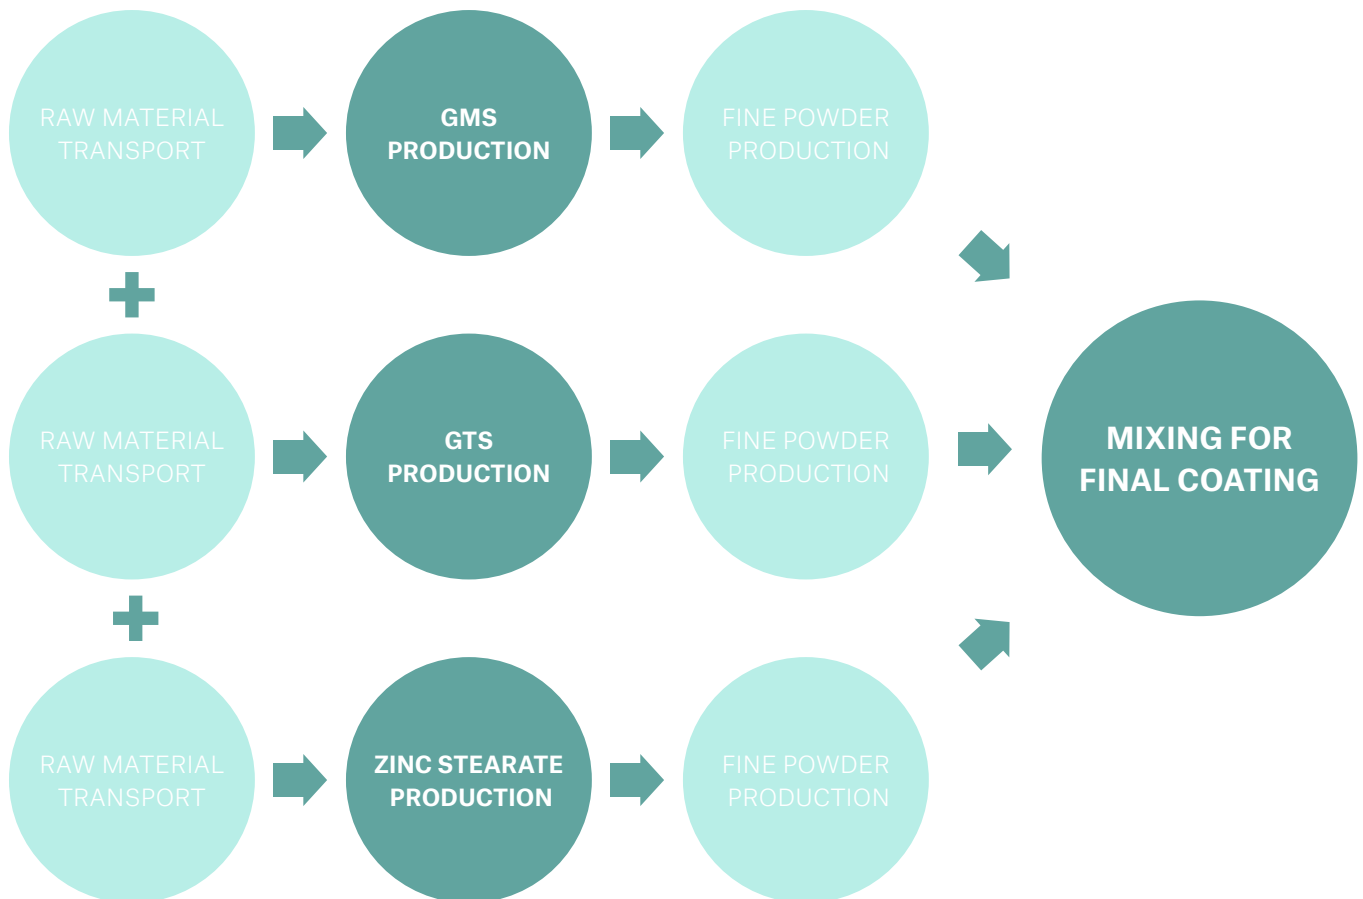 RAW MATERIAL
TRANSPORT
GMS
PRODUCTION
FINE POWDER
PRODUCTION
RAW MATERIAL
TRANSPORT
GTS
PRODUCTION
FINE POWDER
PRODUCTION
MIXING FOR
FINAL COATING
RAW MATERIAL
TRANSPORT
ZINC STEARATE
PRODUCTION
FINE POWDER
PRODUCTION